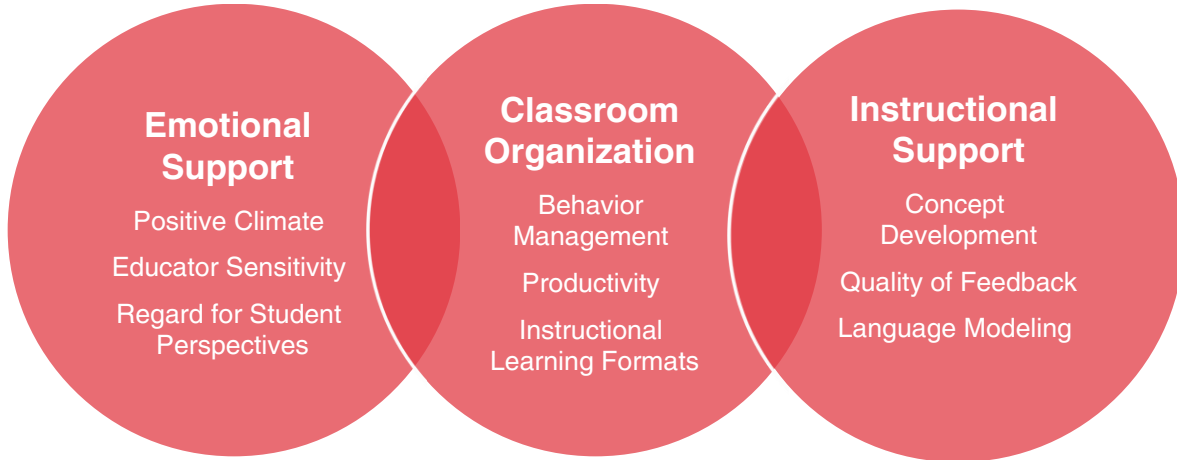 Emotional
Support
Positive Climate
Educator Sensitivity
Regard for Student
Perspectives
Classroom
Organization
Behavior
Management
Productivity
Instructional
Learning Formats
Instructional
Support
Concept
Development
Quality of Feedback
Language Modeling